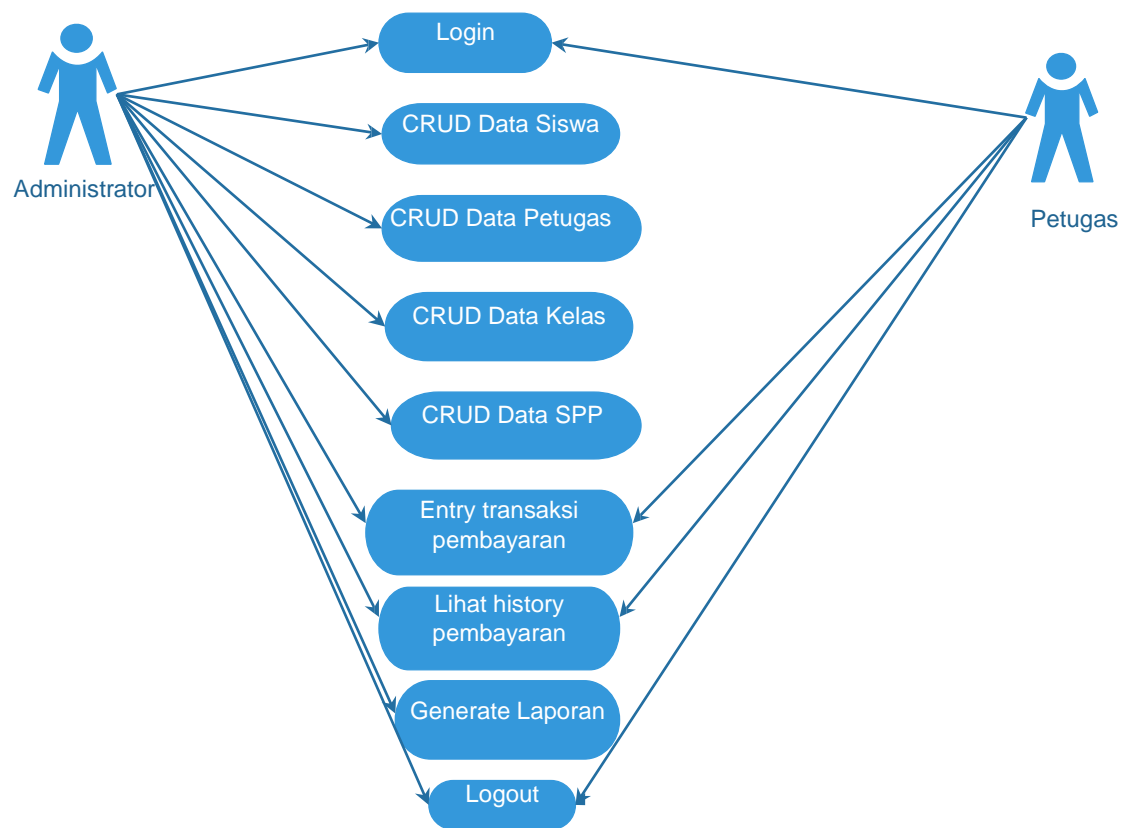 Login
CRUD Data Siswa
Administrator
CRUD Data Petugas
Petugas
CRUD Data Kelas
CRUD Data SPP
Entry transaksi
pembayaran
Lihat history
pembayaran
Generate Laporan
Logout